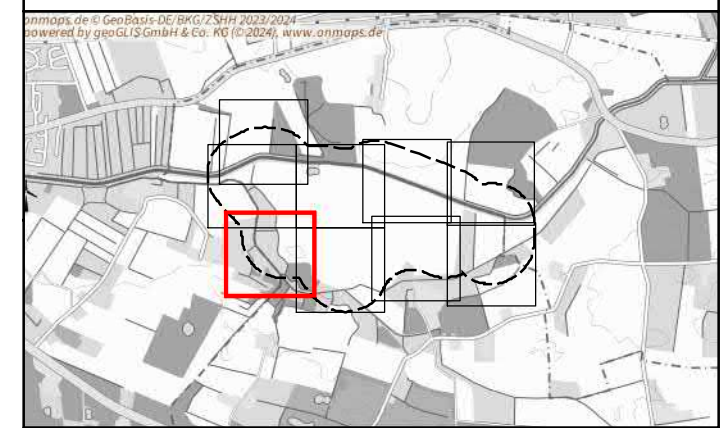 onmaps.de © GeoBasis-DE/BKG/ZSHH 2023/2024
powered by geoGLIS GmbH & Co. KG (©2024), www.onmaps.de